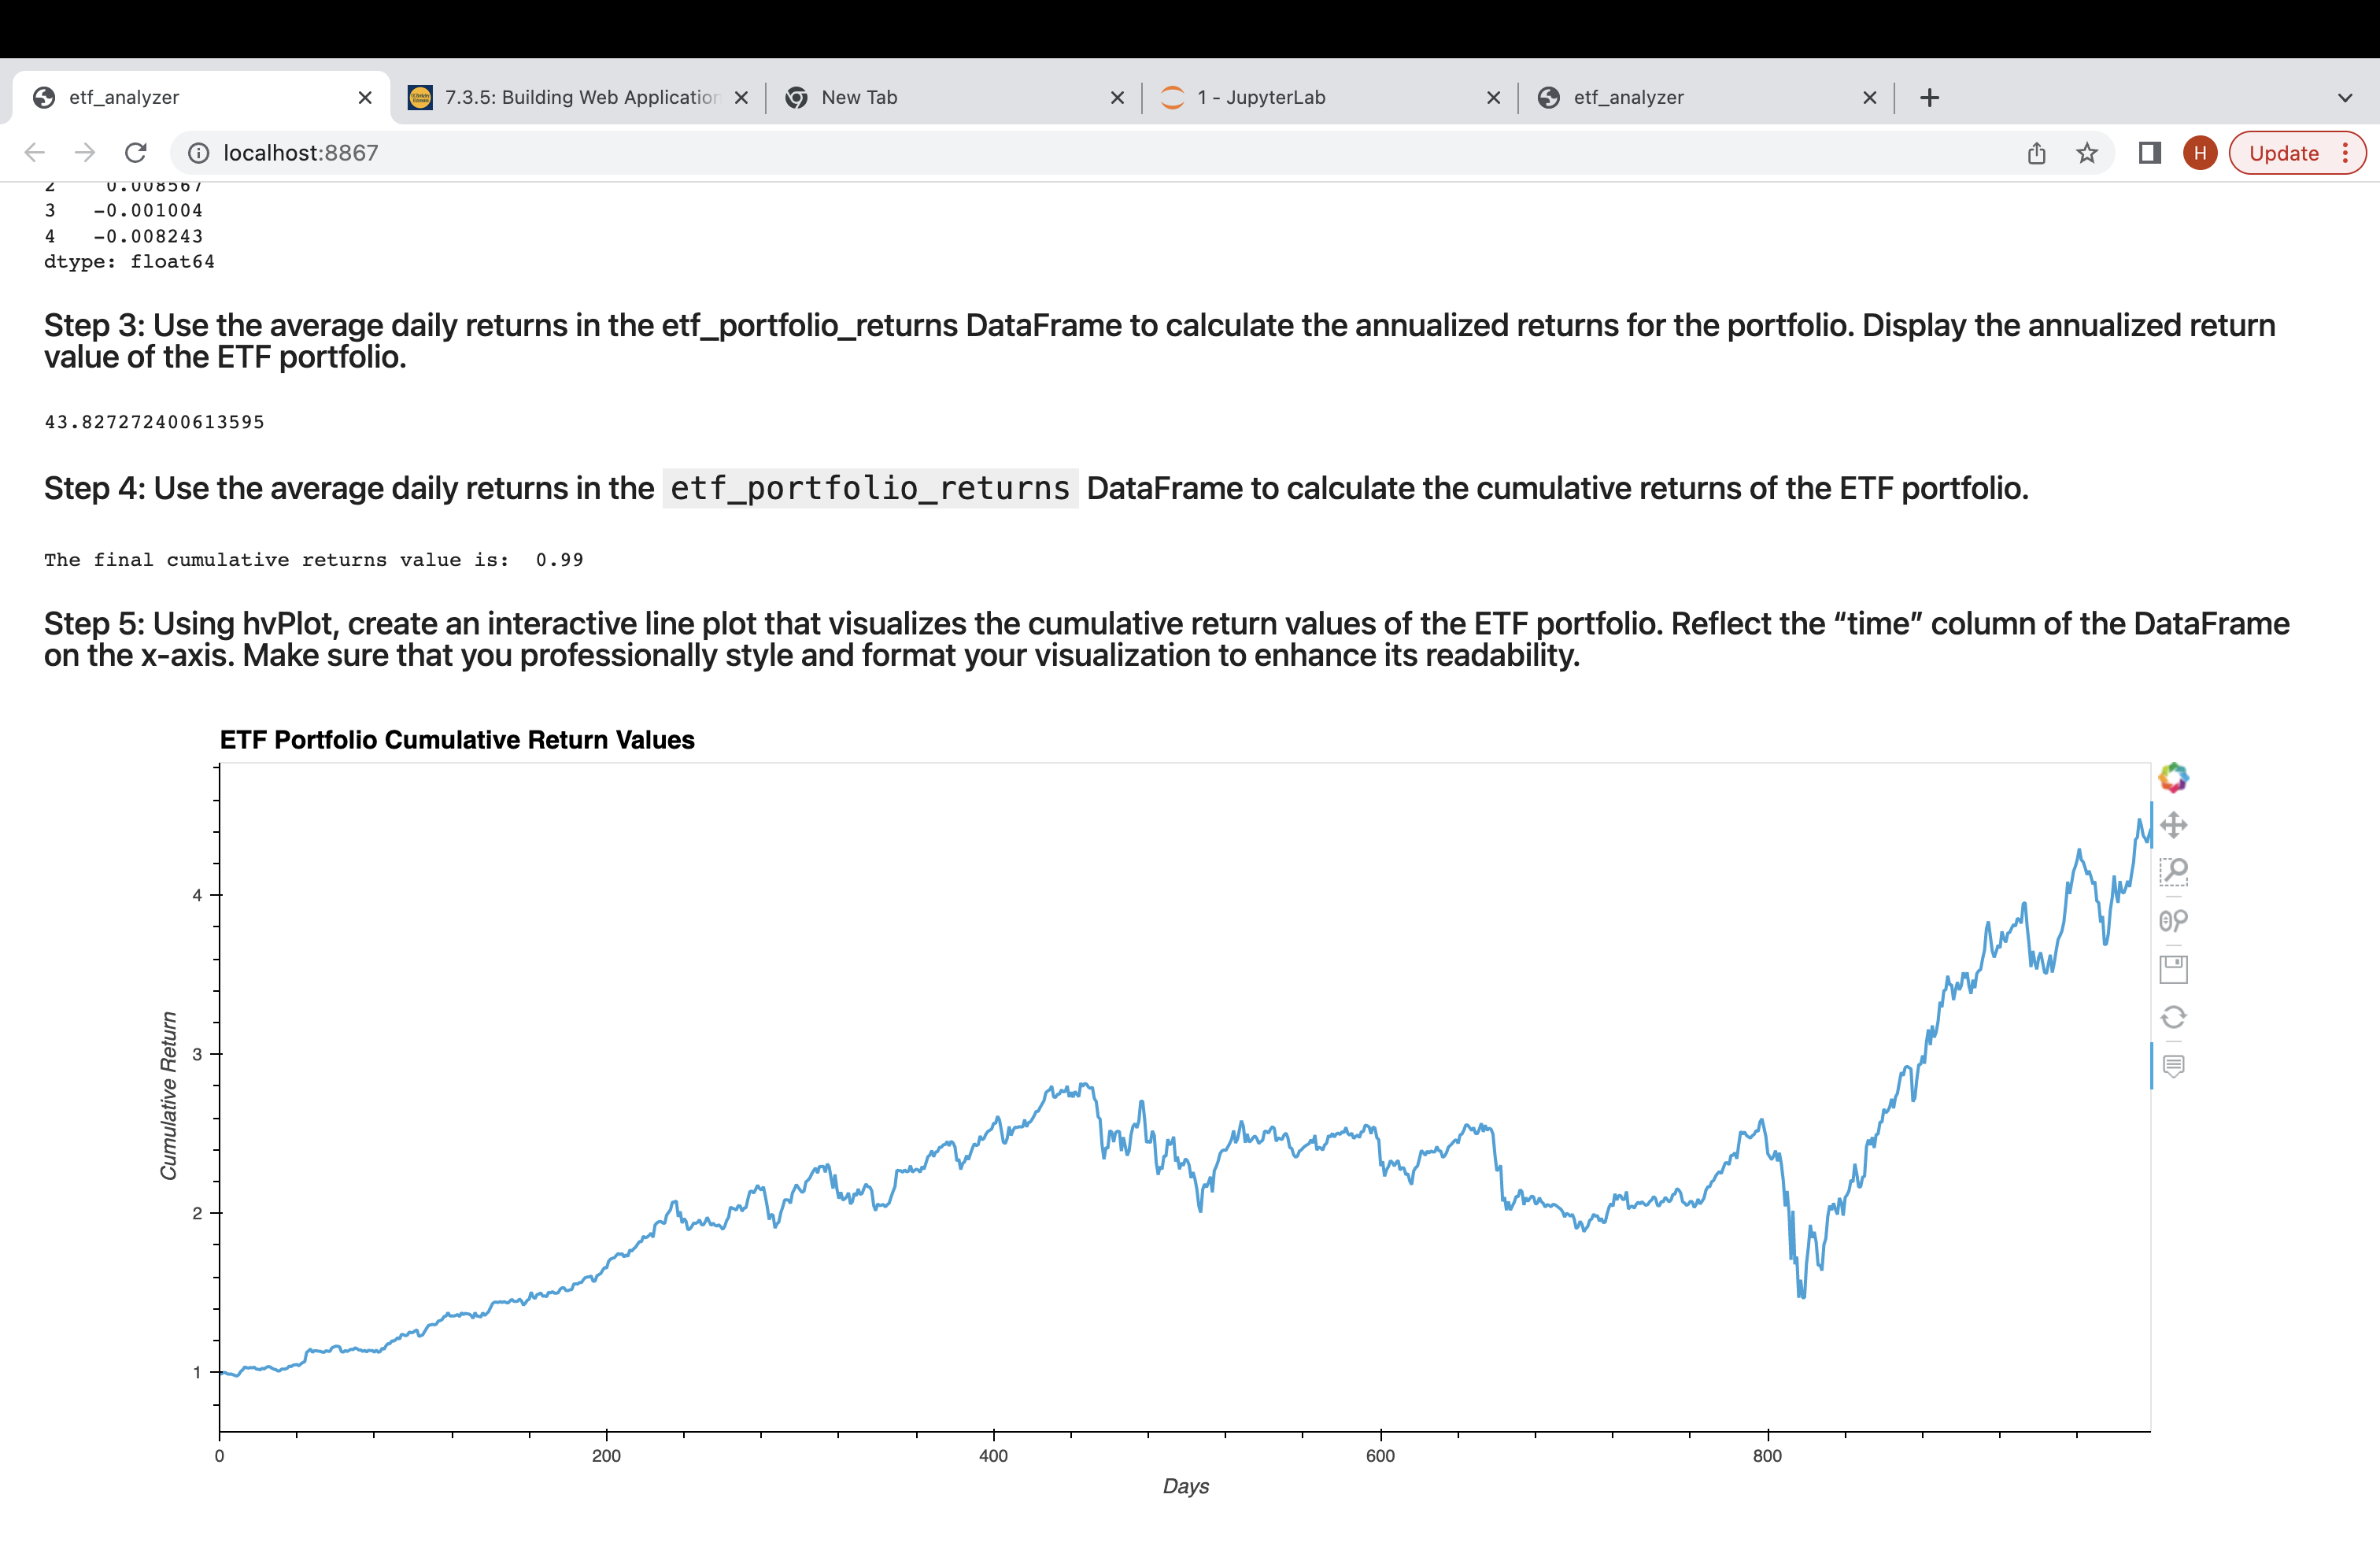 etf_analyzer
7.3.5: Building Web Application
New Tab
1 - JupyterLab
etf_analyzer
localhost:8867
H
Update
2 0.008567
3 -0.001004
4 -0.008243
dtype: float64
Step 3: Use the average daily returns in the etf_portfolio_returns DataFrame to calculate the annualized returns for the portfolio. Display the annualized return
value of the ETF portfolio.
43.827272400613595
Step 4: Use the average daily returns in the etf_portfolio_returns DataFrame to calculate the cumulative returns of the ETF portfolio.
The final cumulative returns value is: 0.99
Step 5: Using hvPlot, create an interactive line plot that visualizes the cumulative return values of the ETF portfolio. Reflect the “time” column of the DataFrame
on the x-axis. Make sure that you professionally style and format your visualization to enhance its readability.
ETF Portfolio Cumulative Return Values
4
3
2
1
Cumulative Return
0 200 400 600 800
Days